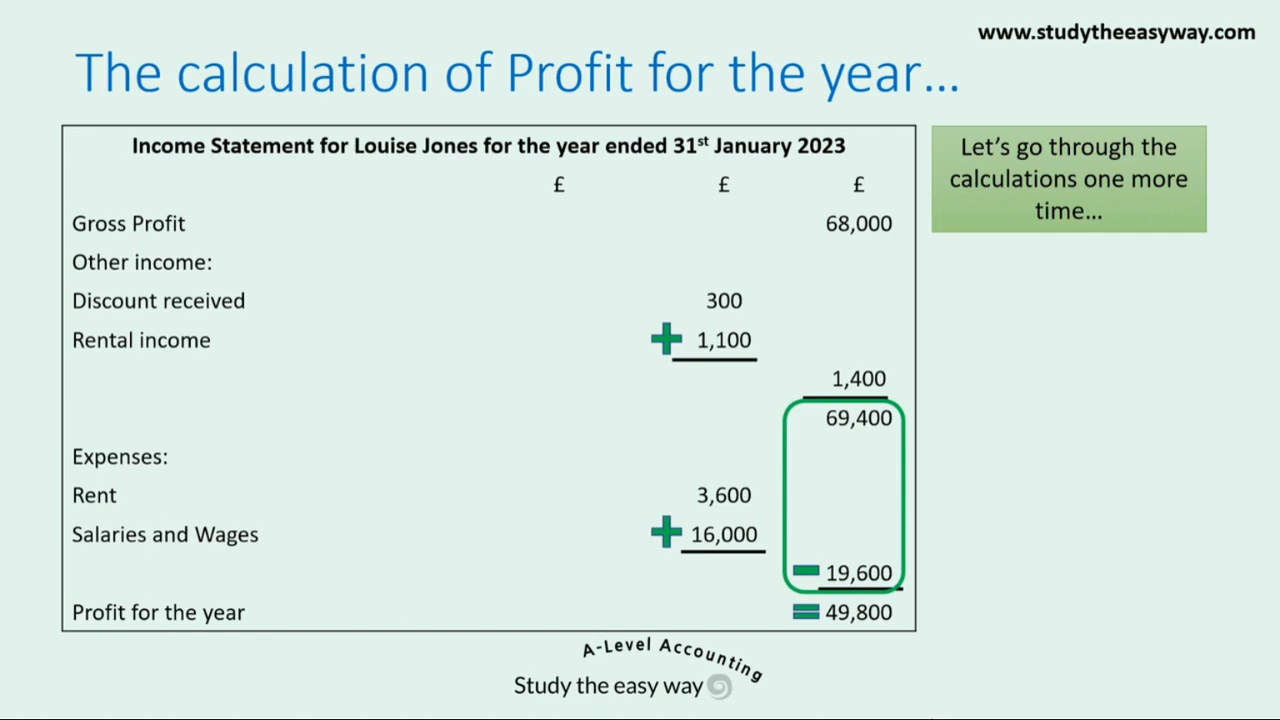 www.studytheeasyway.com
The calculation of Profit for the year...
Income Statement for Louise Jones for the year ended 31st January 2023
£ £ £
Gross Profit 68,000
Other income:
Discount received 300
Rental income + 1,100
1,400
69,400
Expenses:
Rent 3,600
Salaries and Wages + 16,000
- 19,600
Profit for the year = 49,800
Let's go through the
calculations one more
time...
A-Level Accounting
Study the easy way